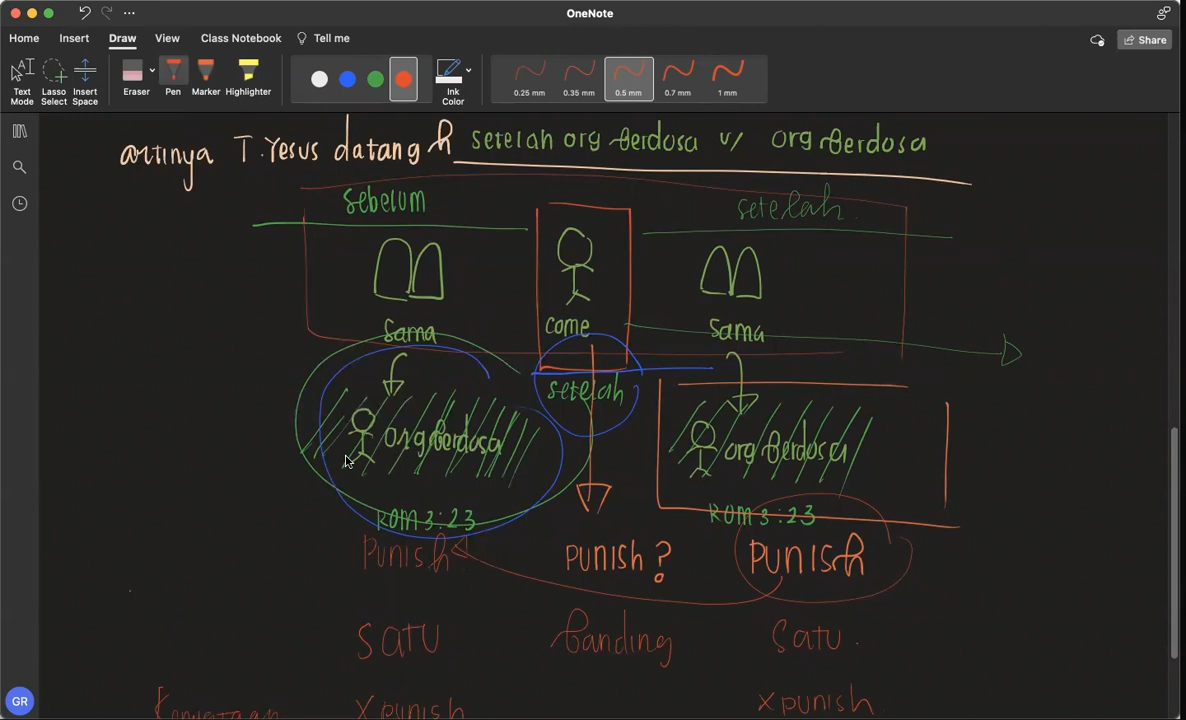 OneNote
Home Insert Draw View Class Notebook Tell me Share
Text Mode
Lasso Select
Insert Space
Eraser
Pen
Marker
Highlighter
Ink Color
0.25 mm 0.35 mm 0.5 mm 0.7 mm 1 mm
artinya T. Yesus datang h setelah org berdosa v/ org berdosa
sebelum setelah.
Sama come Sama
setelah
org berdosa org berdosa
ROM 3:23 ROM 3:23
PUNISH PUNISH? PUNISH
SATU banding Satu.
Kenyataan Xpunish Xpunish
GR